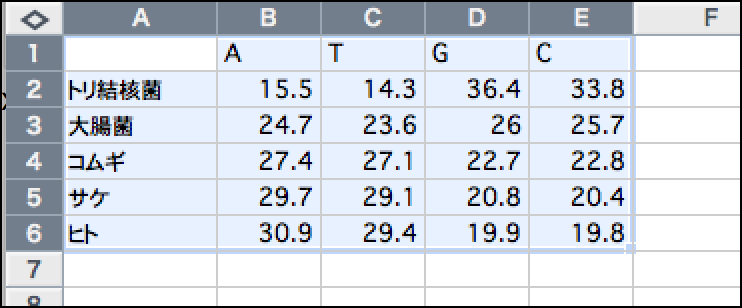 A B C D E F
1 A T G C
2 トリ結核菌 15.5 14.3 36.4 33.8
3 大腸菌 24.7 23.6 26 25.7
4 コムギ 27.4 27.1 22.7 22.8
5 サケ 29.7 29.1 20.8 20.4
6 ヒト 30.9 29.4 19.9 19.8
7
8